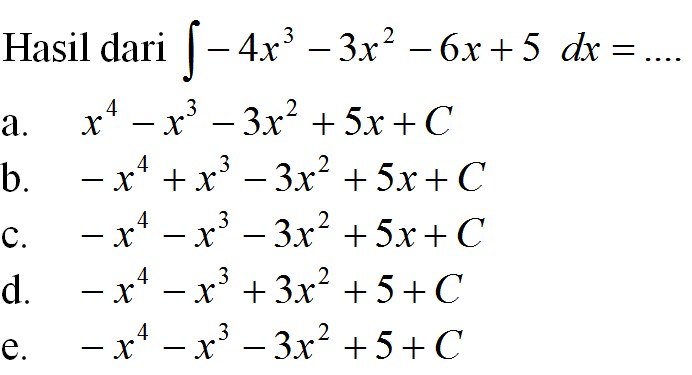 Hasil dari ∫ − 4x³ − 3x² − 6x + 5 dx = ....
a. x⁴ − x³ − 3x² + 5x + C
b. − x⁴ + x³ − 3x² + 5x + C
c. − x⁴ − x³ − 3x² + 5x + C
d. − x⁴ − x³ + 3x² + 5 + C
e. − x⁴ − x³ − 3x² + 5 + C